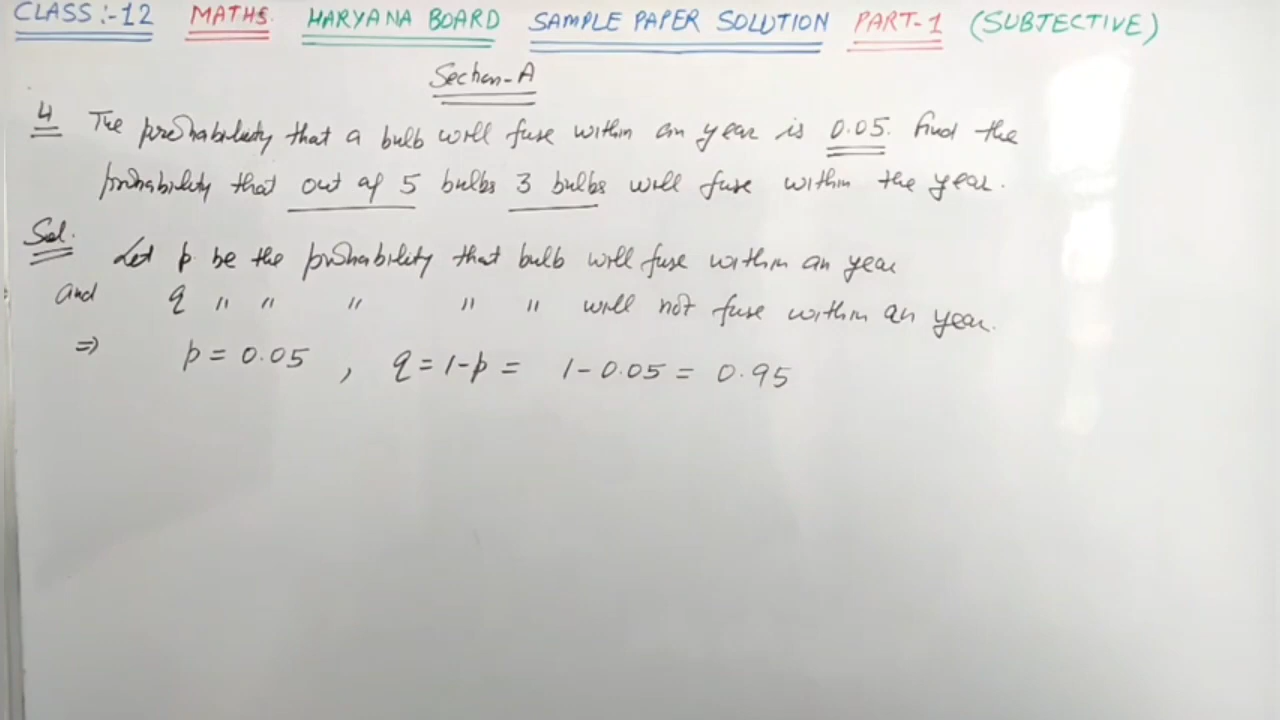 CLASS:-12 MATHS. HARYANA BOARD SAMPLE PAPER SOLUTION PART-1 (SUBJECTIVE)
Section-A
4 The probability that a bulb will fuse within an year is 0.05. Find the
probability that out of 5 bulbs 3 bulbs will fuse within the year.
Sol.
Let p be the probability that bulb will fuse within an year
and q " " " " " will not fuse within an year.
⇒ p = 0.05 , q = 1-p = 1-0.05 = 0.95